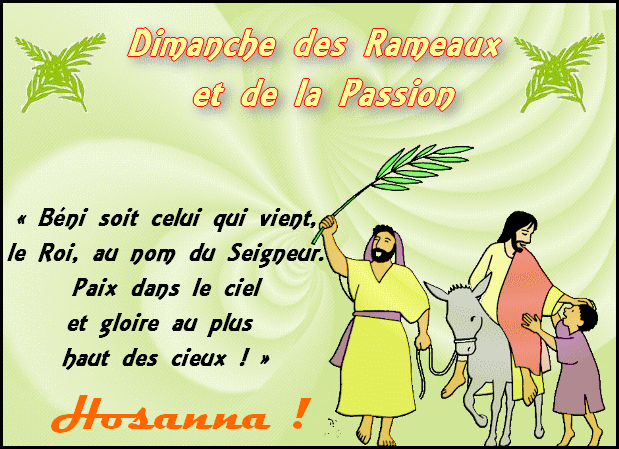 Dimanche des Rameaux
et de la Passion
« Béni soit celui qui vient,
le Roi, au nom du Seigneur.
Paix dans le ciel
et gloire au plus
haut des cieux ! »
Hosanna !